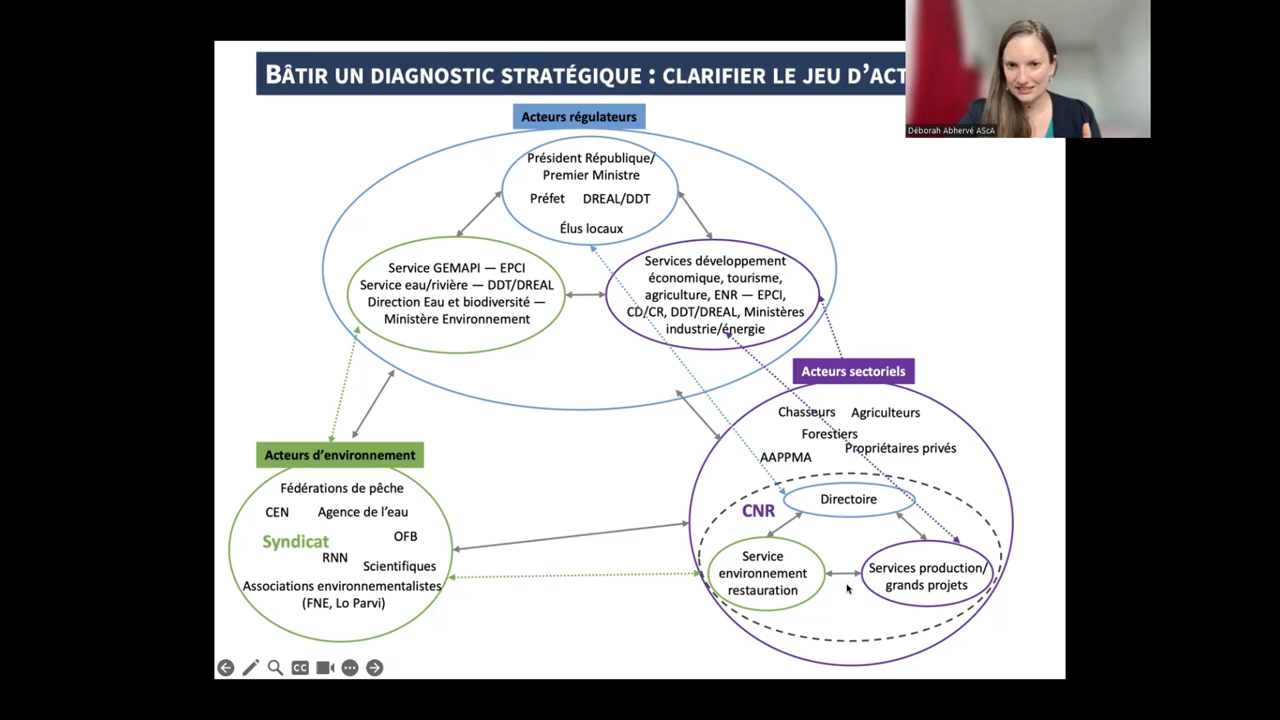 BÂTIR UN DIAGNOSTIC STRATÉGIQUE : CLARIFIER LE JEU D'ACT
Déborah Abhervé AScA
Acteurs régulateurs
Président République/
Premier Ministre
Préfet DREAL/DDT
Élus locaux
Service GEMAPI — EPCI
Service eau/rivière — DDT/DREAL
Direction Eau et biodiversité —
Ministère Environnement
Services développement
économique, tourisme,
agriculture, ENR — EPCI,
CD/CR, DDT/DREAL, Ministères
industrie/énergie
Acteurs sectoriels
Chasseurs Agriculteurs
Forestiers
Propriétaires privés
AAPPMA
CNR
Directoire
Service
environnement
restauration
Services production/
grands projets
Acteurs d'environnement
Fédérations de pêche
CEN Agence de l'eau
Syndicat OFB
RNN
Scientifiques
Associations environnementalistes
(FNE, Lo Parvi)
CC